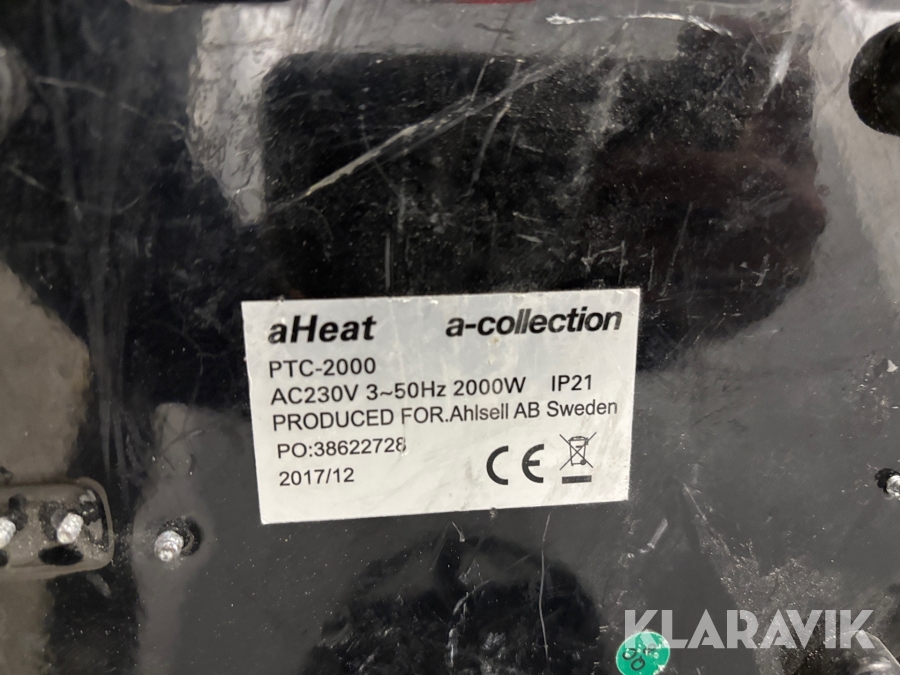 aHeat a-collection
PTC-2000
AC230V 3~50Hz 2000W IP21
PRODUCED FOR.Ahlsell AB Sweden
PO:38622728
2017/12
CE
KLARAVIK